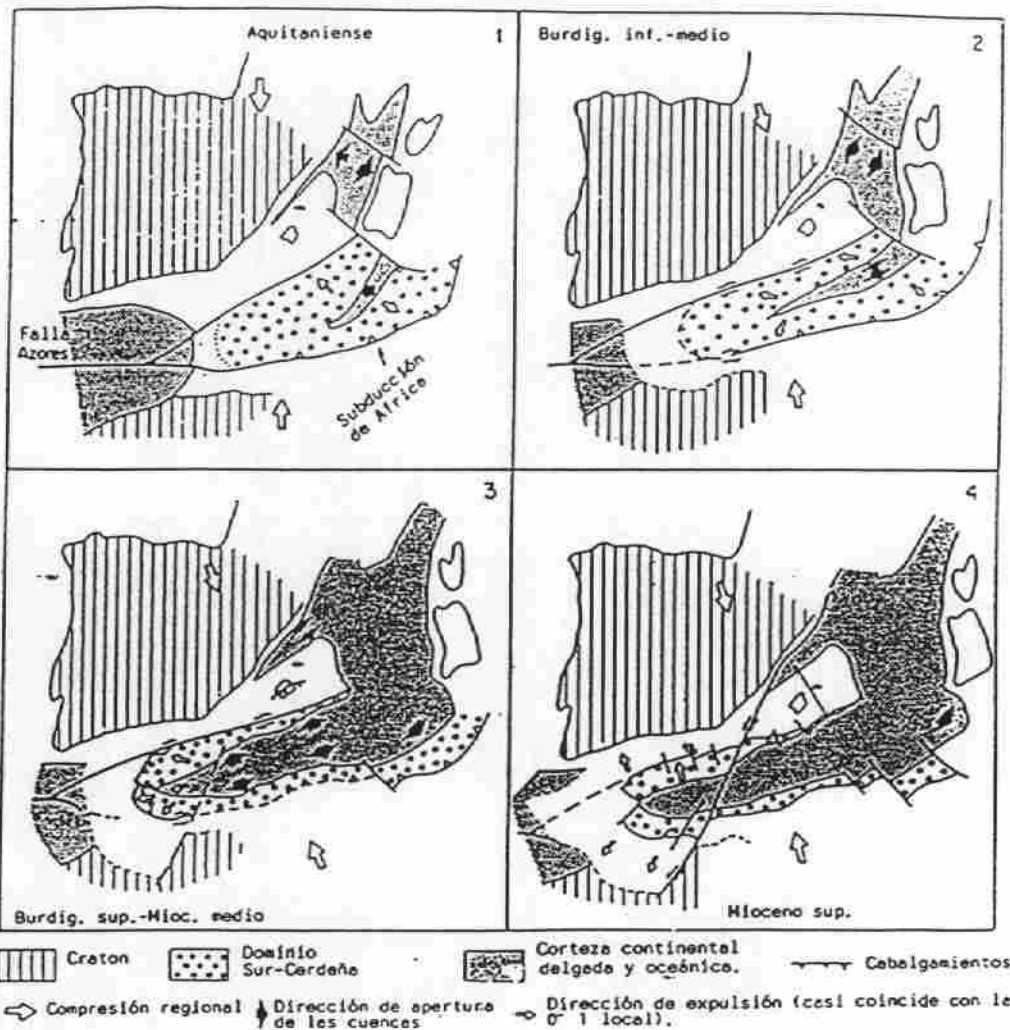 Aquitaniense
1
Falla
Azores
Subducción
de Africa
Burdig. inf.-medio
2
3
Burdig. sup.-Mioc. medio
4
Mioceno sup.
Craton
Dominio
Sur-Cerdeña
Corteza continental
delgada y oceánica.
Cabalgamientos
Compresión regional
Dirección de apertura
de las cuencas
Dirección de expulsión (casi coincide con la
σ 1 local).